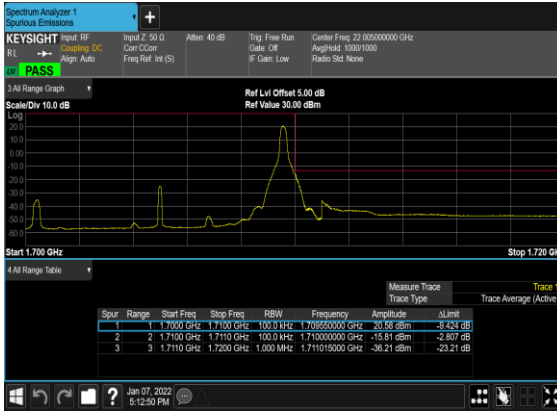 Spectrum Analyzer 1
Spurious Emissions
+
KEYSIGHT Input: RF Input Z: 50 Ω Atten: 40 dB Trig: Free Run Center Freq: 22.005000000 GHz
RL Coupling: DC Corr CCorr Gate: Off Avg|Hold: 1000/1000
Align: Auto Freq Ref: Int (S) IF Gain: Low Radio Std: None
PASS
3 All Range Graph Ref Lvl Offset 5.00 dB
Scale/Div 10.0 dB Ref Value 30.00 dBm
Log
20.0
10.0
0.00
-10.0
-20.0
-30.0
-40.0
-50.0
-60.0
Start 1.700 GHz Stop 1.720 GH
4 All Range Table
Measure Trace Trace 1
Trace Type Trace Average (Active
Spur Range Start Freq Stop Freq RBW Frequency Amplitude ΔLimit
1 1 1.7000 GHz 1.7100 GHz 100.0 kHz 1.709550000 GHz 20.58 dBm -9.424 dB
2 2 1.7100 GHz 1.7110 GHz 100.0 kHz 1.710000000 GHz -15.81 dBm -2.807 dB
3 3 1.7110 GHz 1.7200 GHz 1.000 MHz 1.711015000 GHz -36.21 dBm -23.21 dB
? Jan 07, 2022
5:12:50 PM